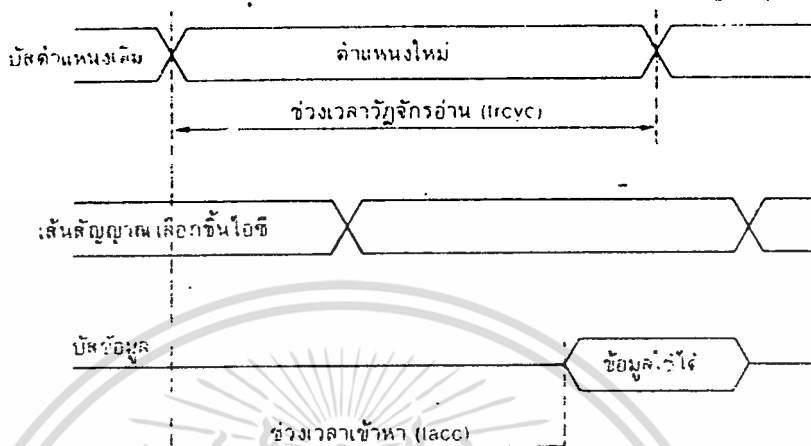 บัสตำแหน่งเดิม
ตำแหน่งใหม่
ช่วงเวลาวัฏจักรอ่าน (trcyc)
เส้นสัญญาณเลือกชิ้นไอซี
บัสข้อมูล
ข้อมูลใช้ได้
ช่วงเวลาเข้าหา (tacc)